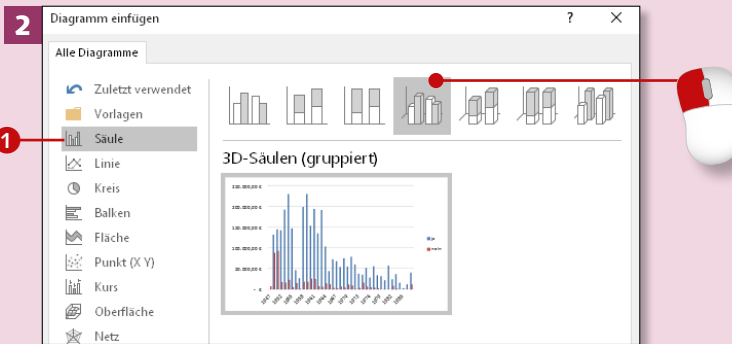 2
Diagramm einfügen ? ×
Alle Diagramme
Zuletzt verwendet
Vorlagen
1 Säule
Linie
Kreis
Balken
Fläche
Punkt (X Y)
Kurs
Oberfläche
Netz
3D-Säulen (gruppiert)